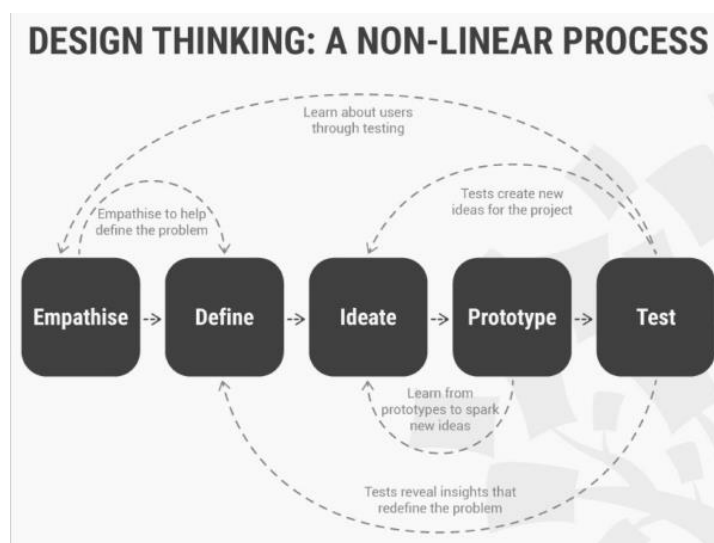 DESIGN THINKING: A NON-LINEAR PROCESS
Learn about users
through testing
Empathise to help
define the problem
Tests create new
ideas for the project
Empathise
Define
Ideate
Prototype
Test
Learn from
prototypes to spark
new ideas
Tests reveal insights that
redefine the problem